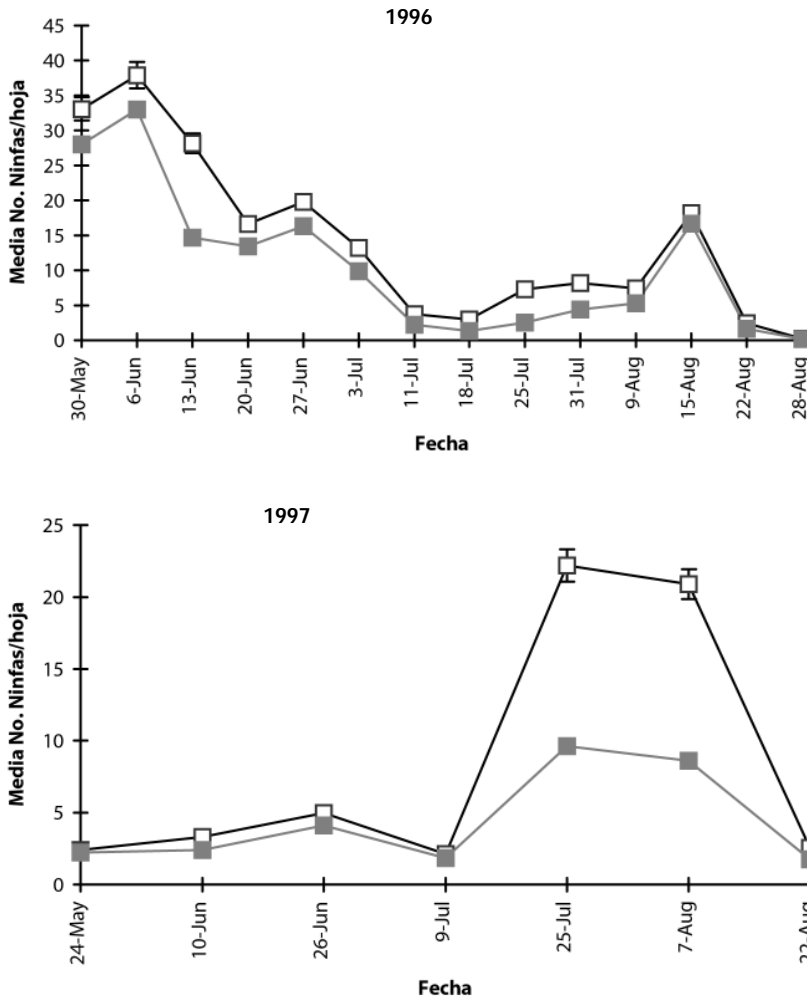 1996
Media No. Ninfas/hoja
45
40
35
30
25
20
15
10
5
0
30-May
6-Jun
13-Jun
20-Jun
27-Jun
3-Jul
11-Jul
18-Jul
25-Jul
31-Jul
9-Aug
15-Aug
22-Aug
28-Aug
Fecha
1997
Media No. Ninfas/hoja
25
20
15
10
5
0
24-May
10-Jun
26-Jun
9-Jul
25-Jul
7-Aug
Fecha